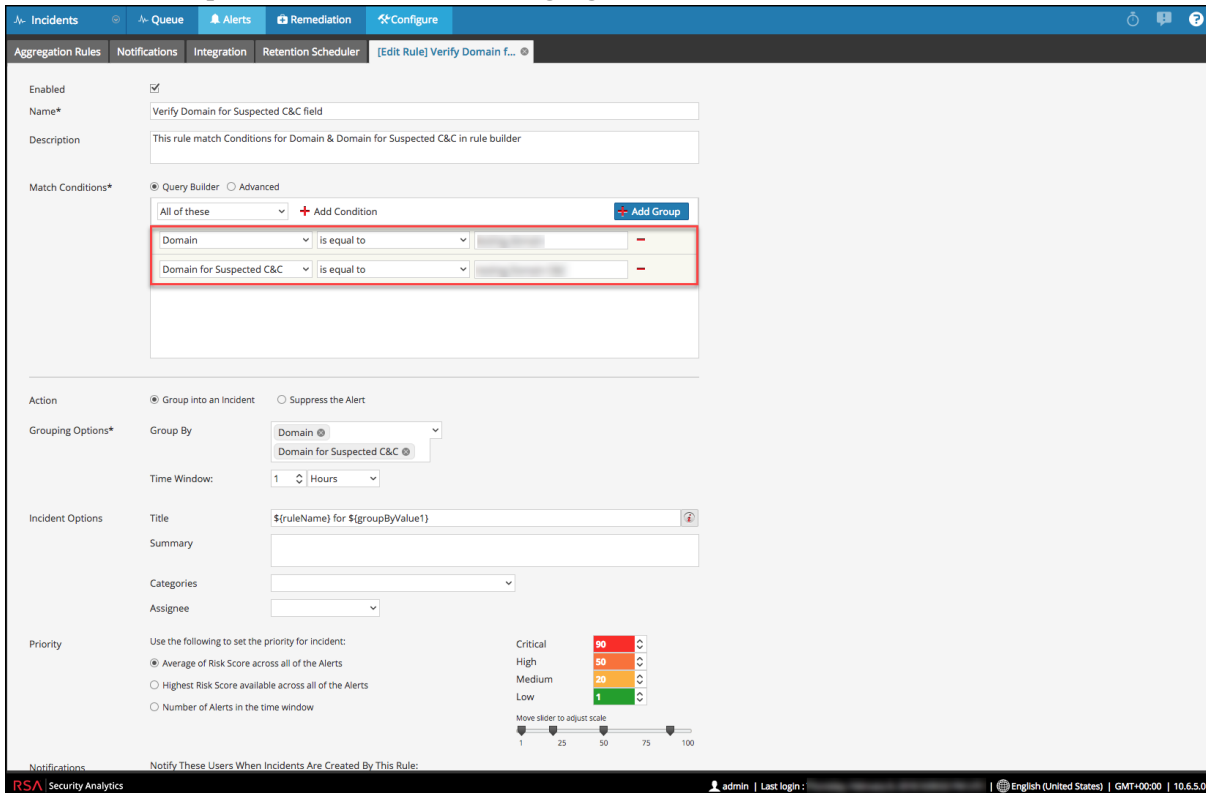 Incidents Queue Alerts Remediation Configure
Aggregation Rules Notifications Integration Retention Scheduler [Edit Rule] Verify Domain f...
Enabled
Name* Verify Domain for Suspected C&C field
Description This rule match Conditions for Domain & Domain for Suspected C&C in rule builder
Match Conditions* Query Builder Advanced
All of these + Add Condition + Add Group
Domain is equal to
Domain for Suspected C&C is equal to
Action Group into an Incident Suppress the Alert
Grouping Options* Group By Domain
Domain for Suspected C&C
Time Window: 1 Hours
Incident Options Title ${ruleName} for ${groupByValue1}
Summary
Categories
Assignee
Priority Use the following to set the priority for incident: Critical 90
Average of Risk Score across all of the Alerts High 50
Highest Risk Score available across all of the Alerts Medium 20
Number of Alerts in the time window Low 1
Move slider to adjust scale
1 25 50 75 100
Notifications Notify These Users When Incidents Are Created By This Rule:
RSA Security Analytics admin | Last login : | English (United States) | GMT+00:00 | 10.6.5.0